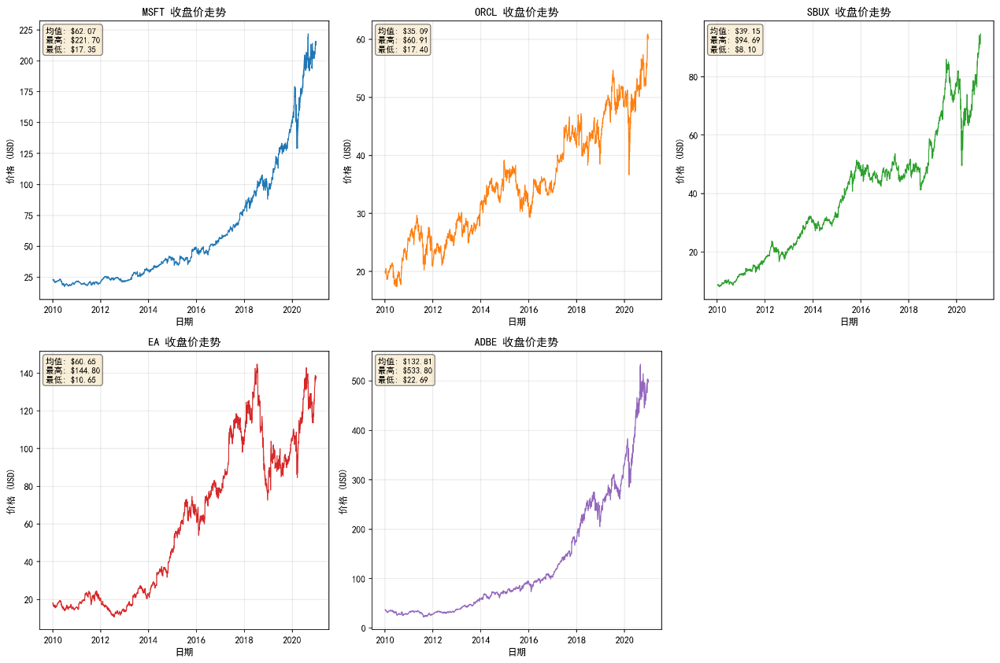 MSFT 收盘价走势
均值: $62.07
最高: $221.70
最低: $17.35
价格 (USD)
225
200
175
150
125
100
75
50
25
2010 2012 2014 2016 2018 2020
日期
ORCL 收盘价走势
均值: $35.09
最高: $60.91
最低: $17.40
价格 (USD)
60
50
40
30
20
2010 2012 2014 2016 2018 2020
日期
SBUX 收盘价走势
均值: $39.15
最高: $94.69
最低: $8.10
价格 (USD)
80
60
40
20
2010 2012 2014 2016 2018 2020
日期
EA 收盘价走势
均值: $60.65
最高: $144.80
最低: $10.65
价格 (USD)
140
120
100
80
60
40
20
2010 2012 2014 2016 2018 2020
日期
ADBE 收盘价走势
均值: $132.81
最高: $533.80
最低: $22.69
价格 (USD)
500
400
300
200
100
0
2010 2012 2014 2016 2018 2020
日期